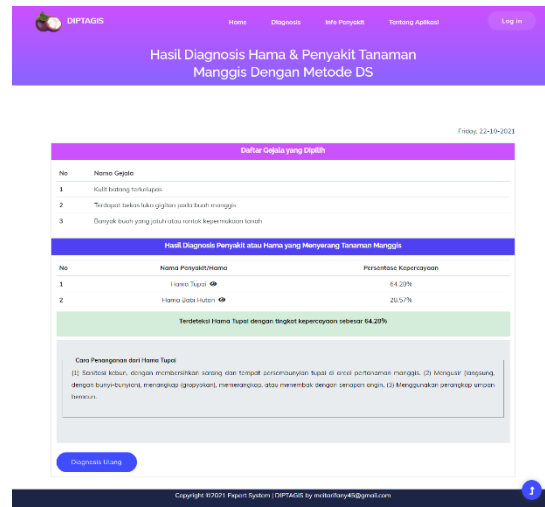 DIPTAGIS
Home Diagnosis Info Penyakit Tentang Aplikasi Log in
Hasil Diagnosis Hama & Penyakit Tanaman
Manggis Dengan Metode DS
Friday, 22-10-2021
Daftar Gejala yang Dipilih
No Nama Gejala
1 Kulit batang terkelupas
2 Terdapat bekas luka gigitan pada buah manggis
3 Banyak buah yang jatuh atau rontok kepermukaan tanah
Hasil Diagnosis Penyakit atau Hama yang Menyerang Tanaman Manggis
No Nama Penyakit/Hama Persentase Kepercayaan
1 Hama Tupai 64.28%
2 Hama Babi Hutan 28.57%
Terdeteksi Hama Tupai dengan tingkat kepercayaan sebesar 64.28%
Cara Penanganan dari Hama Tupai
(1) Sanitasi kebun, dengan membersihkan sarang dan tempat persembunyian tupai di areal pertanaman manggis. (2) Mengusir (langsung,
dengan bunyi-bunyian), menangkap (gropyokan), memerangkap, atau menembak dengan senapan angin. (3) Menggunakan perangkap umpan
beracun.
Diagnosis Ulang
Copyright ©2021 Expert System | DIPTAGIS by